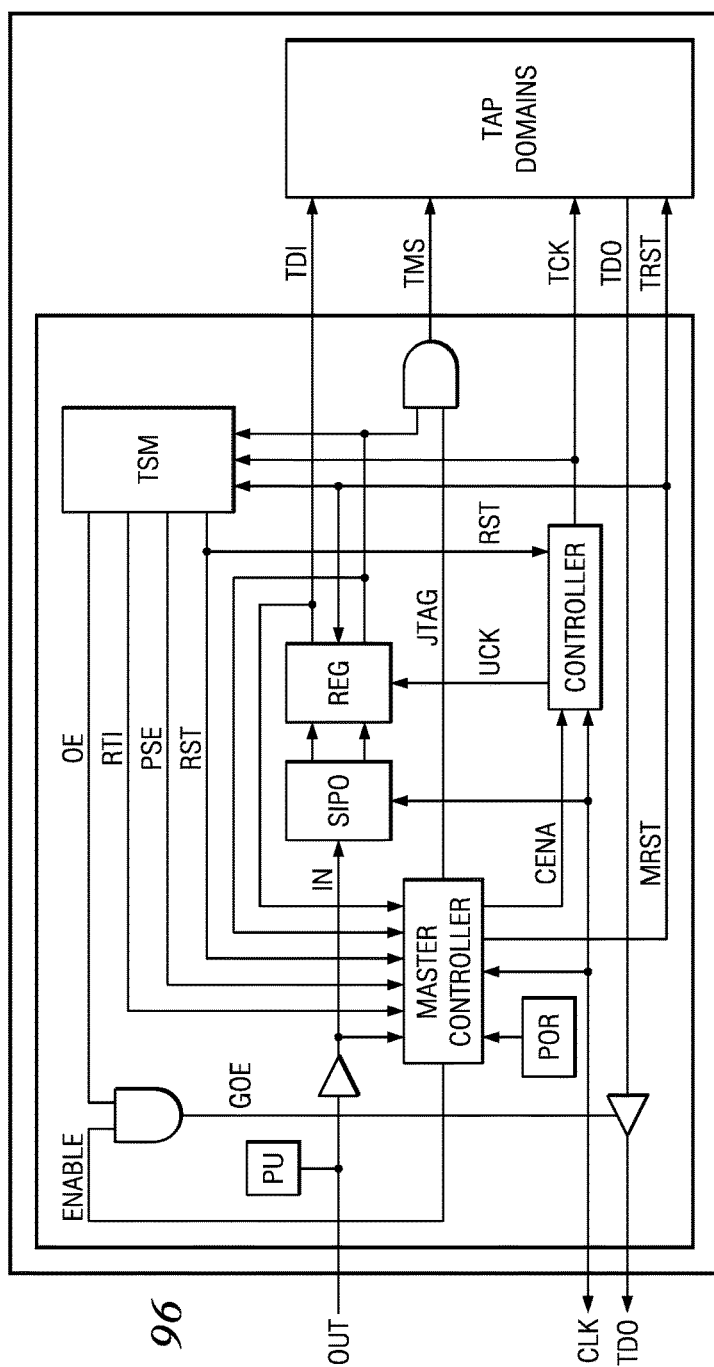 96
ENABLE
OE
RTI
PSE
RST
TSM
GOE
PU
OUT
IN
SIPO
REG
TDI
TMS
TAP
DOMAINS
MASTER
CONTROLLER
JTAG
UCK
RST
CONTROLLER
TCK
POR
CENA
MRST
TDO
TRST
CLK
TDO